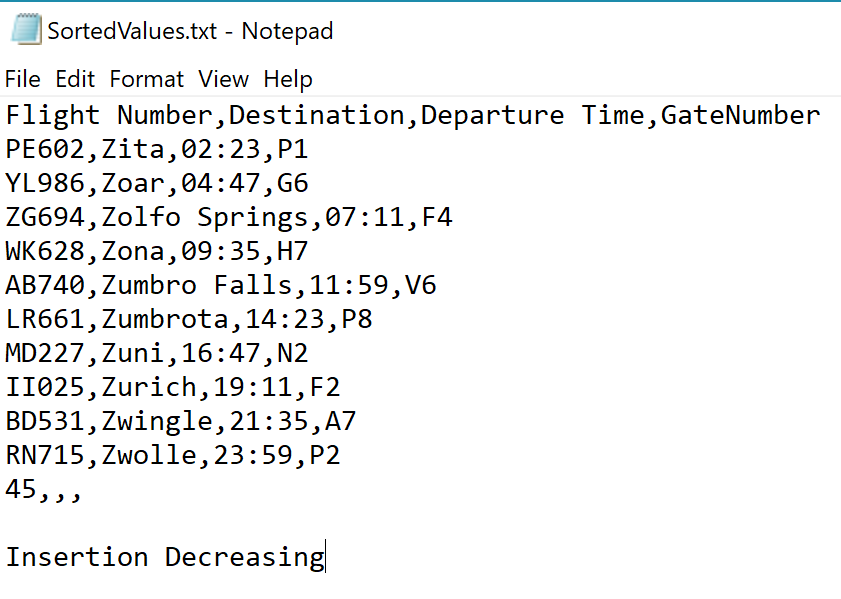 SortedValues.txt - Notepad
File Edit Format View Help
Flight Number,Destination,Departure Time,GateNumber
PE602,Zita,02:23,P1
YL986,Zoar,04:47,G6
ZG694,Zolfo Springs,07:11,F4
WK628,Zona,09:35,H7
AB740,Zumbro Falls,11:59,V6
LR661,Zumbrota,14:23,P8
MD227,Zuni,16:47,N2
II025,Zurich,19:11,F2
BD531,Zwingle,21:35,A7
RN715,Zwolle,23:59,P2
45,,,
Insertion Decreasing